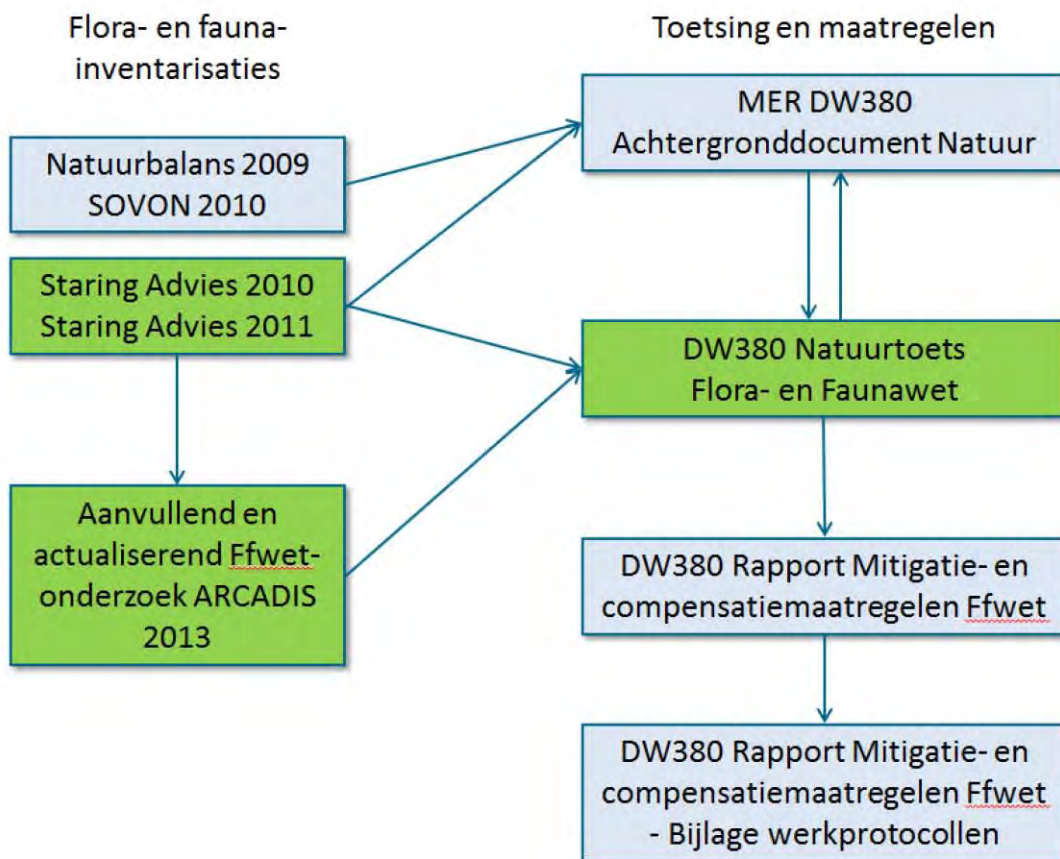 Flora- en fauna-
inventarisaties
Natuurbalans 2009
SOVON 2010
Staring Advies 2010
Staring Advies 2011
Aanvullend en
actualiserend Ffwet-
onderzoek ARCADIS
2013
Toetsing en maatregelen
MER DW380
Achtergronddocument Natuur
DW380 Natuurtoets
Flora- en Faunawet
DW380 Rapport Mitigatie- en
compensatiemaatregelen Ffwet
DW380 Rapport Mitigatie- en
compensatiemaatregelen Ffwet
- Bijlage werkprotocollen